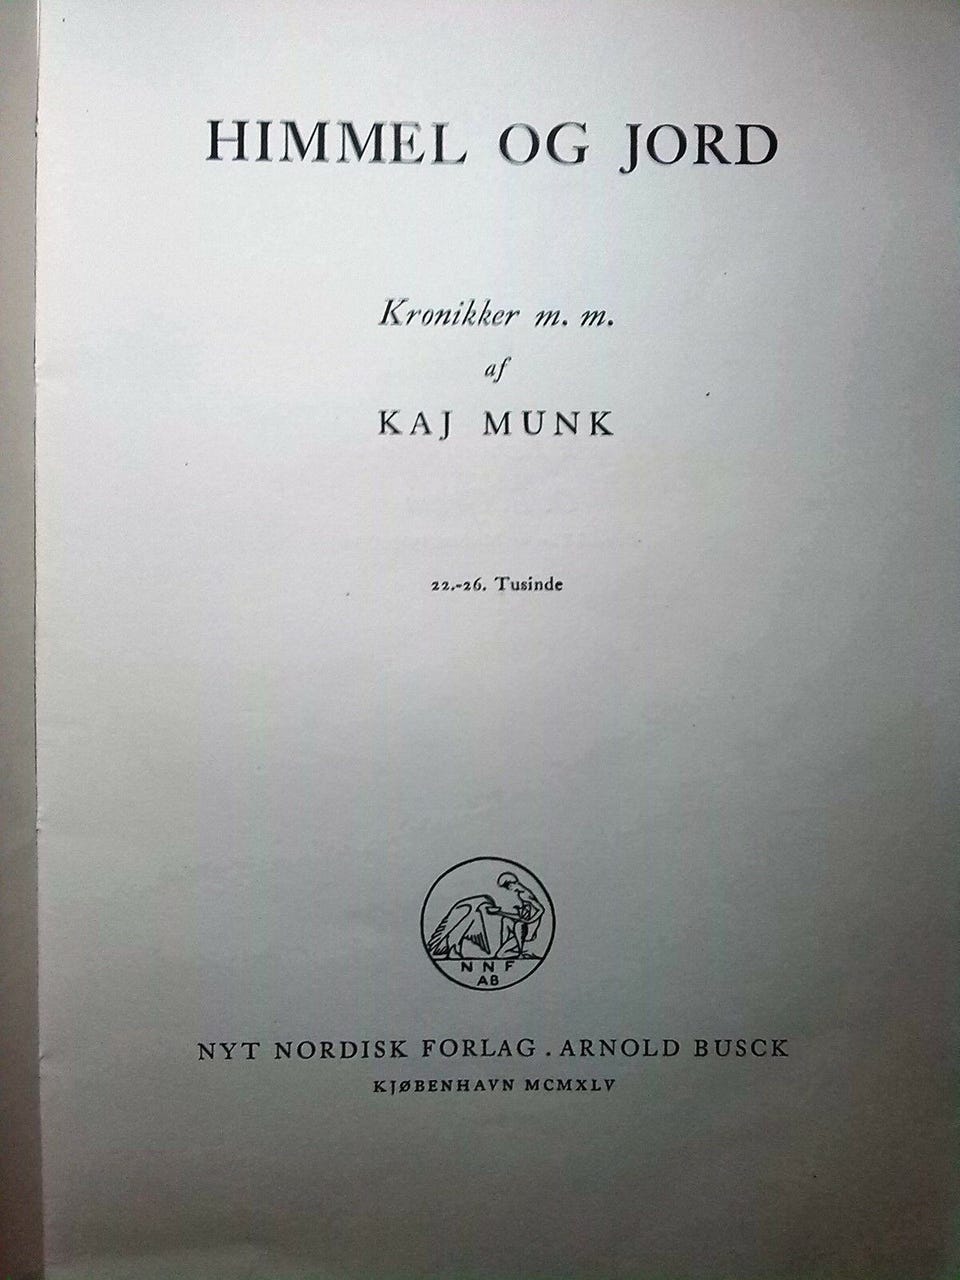 HIMMEL OG JORD
Kronikker m. m.
af
KAJ MUNK
22.-26. Tusinde
N N F
AB
NYT NORDISK FORLAG . ARNOLD BUSCK
KJØBENHAVN MCMXLV